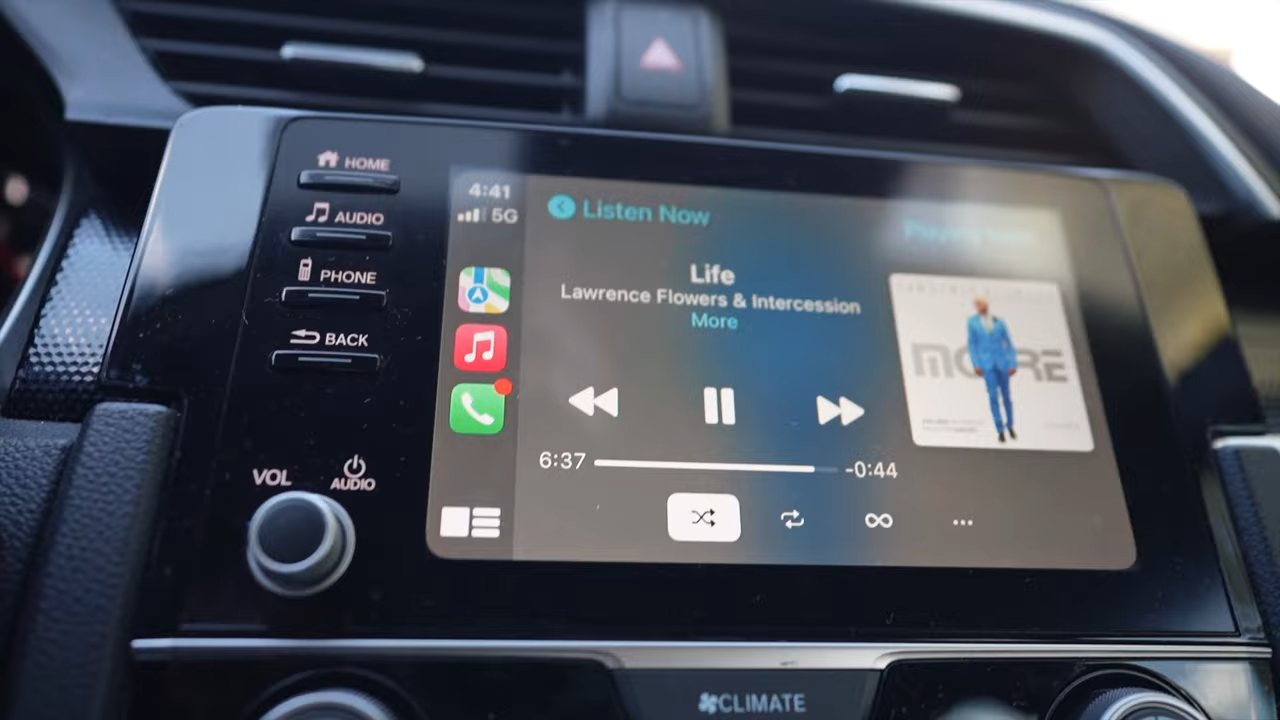 HOME
AUDIO
PHONE
BACK
VOL
AUDIO
4:41
5G
Listen Now
Life
Lawrence Flowers & Intercession
More
6:37
-0:44
MORE
CLIMATE